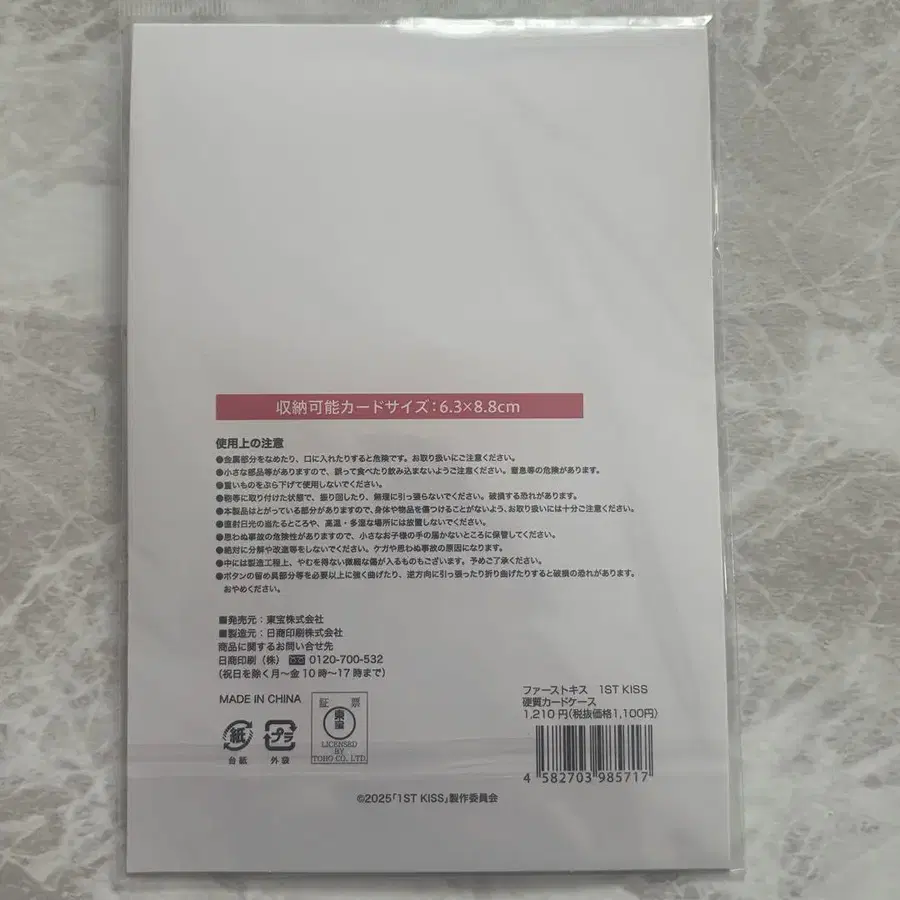 収納可能カードサイズ：6.3×8.8cm
使用上の注意
●金属部分をなめたり、口に入れたりすると危険です。お取り扱いにご注意ください。
●小さな部品等がありますので、誤って食べたり飲み込まないようご注意ください。窒息等の危険があります。
●重いものをぶら下げて使用しないでください。
●鞄等に取り付けた状態で、振り回したり、無理に引っ張らないでください。破損する恐れがあります。
●本製品はとがっている部分がありますので、身体や物品を傷つけることがないよう、お取り扱いには十分ご注意ください。
●直射日光の当たるところや、高温・多湿な場所には放置しないでください。
●思わぬ事故の危険性がありますので、小さなお子様の手の届かないところに保管してください。
●絶対に分解や改造等をしないでください。ケガや思わぬ事故の原因になります。
●中には製造工程上、やむを得ない微細な傷が入るものもございます。予めご了承ください。
●ボタンの留め具部分等を必要以上に強く曲げたり、逆方向に引っ張ったり折り曲げたりすると破損の恐れがあります。
おやめください。
■発売元：東宝株式会社
■製造元：日商印刷株式会社
商品に関するお問い合せ先
日商印刷（株） 0120-700-532
（祝日を除く月〜金10時〜17時まで）
MADE IN CHINA
証 票
東宝
LICENSED
BY
TOHO CO., LTD.
紙
台紙
プラ
外袋
ファーストキス 1ST KISS
硬質カードケース
1,210円（税抜価格1,100円）
4 582703 985717
©2025「1ST KISS」製作委員会